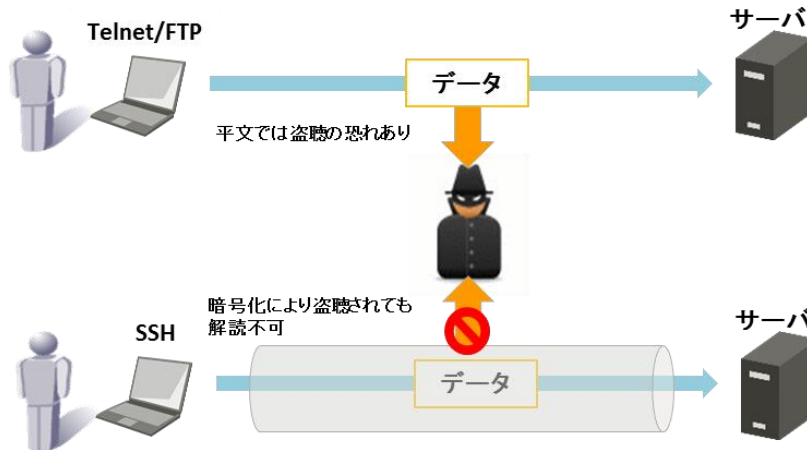 Telnet/FTP
サーバ
データ
平文では盗聴の恐れあり
暗号化により盗聴されても
解読不可
SSH
サーバ
データ